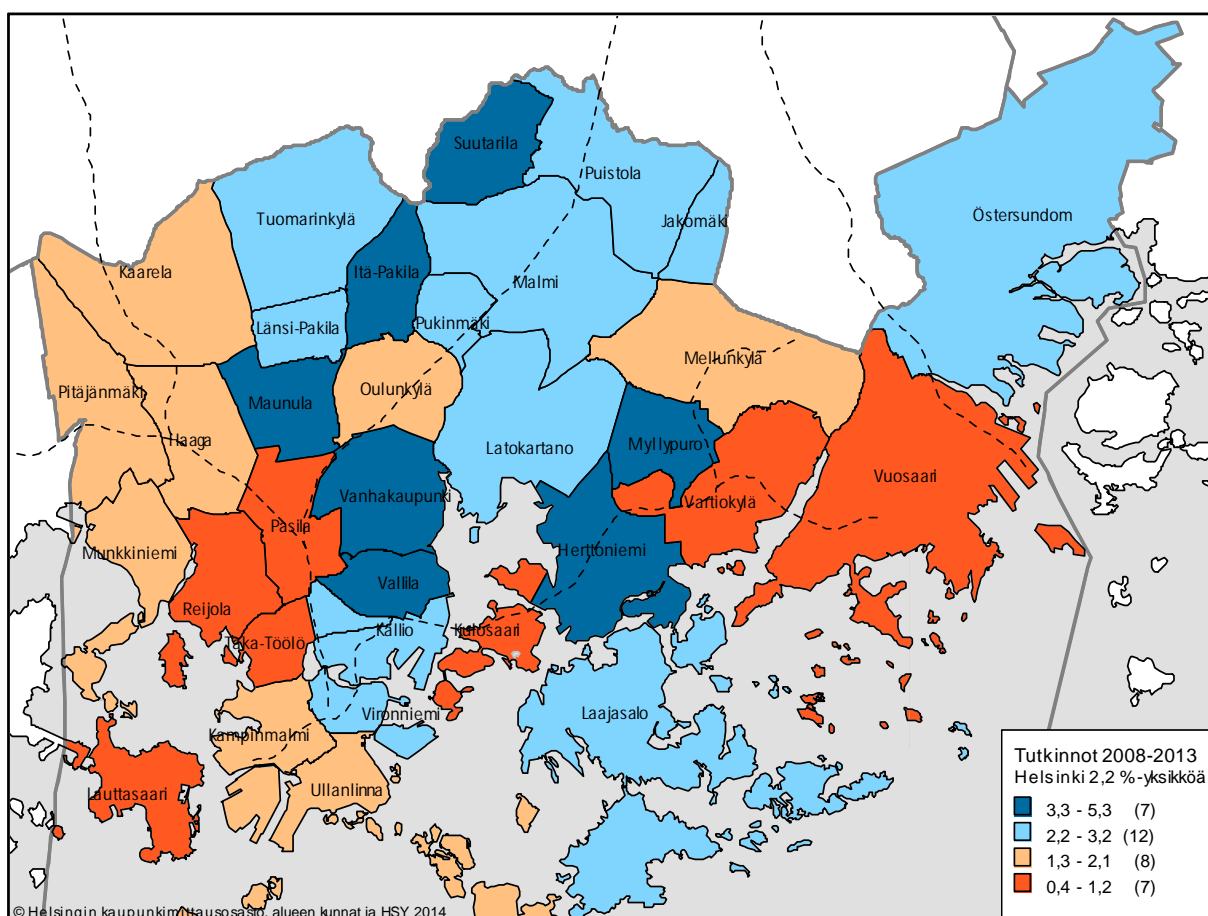 Suutarila
Puistola
Jakomäki
Östersundom
Tuomarinkylä
Itä-Pakila
Kaarela
Malmi
Länsi-Pakila
Pukinmäki
Mellunkylä
Pitäjänmäki
Maunula
Oulunkylä
Haaga
Latokartano
Myllypuro
Vuosaari
Vanhakaupunki
Vartiokylä
Pasila
Munkkiniemi
Herttoniemi
Vallila
Reijola
Taka-Töölö
Kallio
Kulosaari
Vironniemi
Laajasalo
Kampinmalmi
Ullanlinna
Lauttasaari
Tutkinnot 2008-2013
Helsinki 2,2 %-yksikköä
3,3 - 5,3 (7)
2,2 - 3,2 (12)
1,3 - 2,1 (8)
0,4 - 1,2 (7)
© Helsingin kaupunkimittausosasto, alueen kunnat ja HSY, 2014